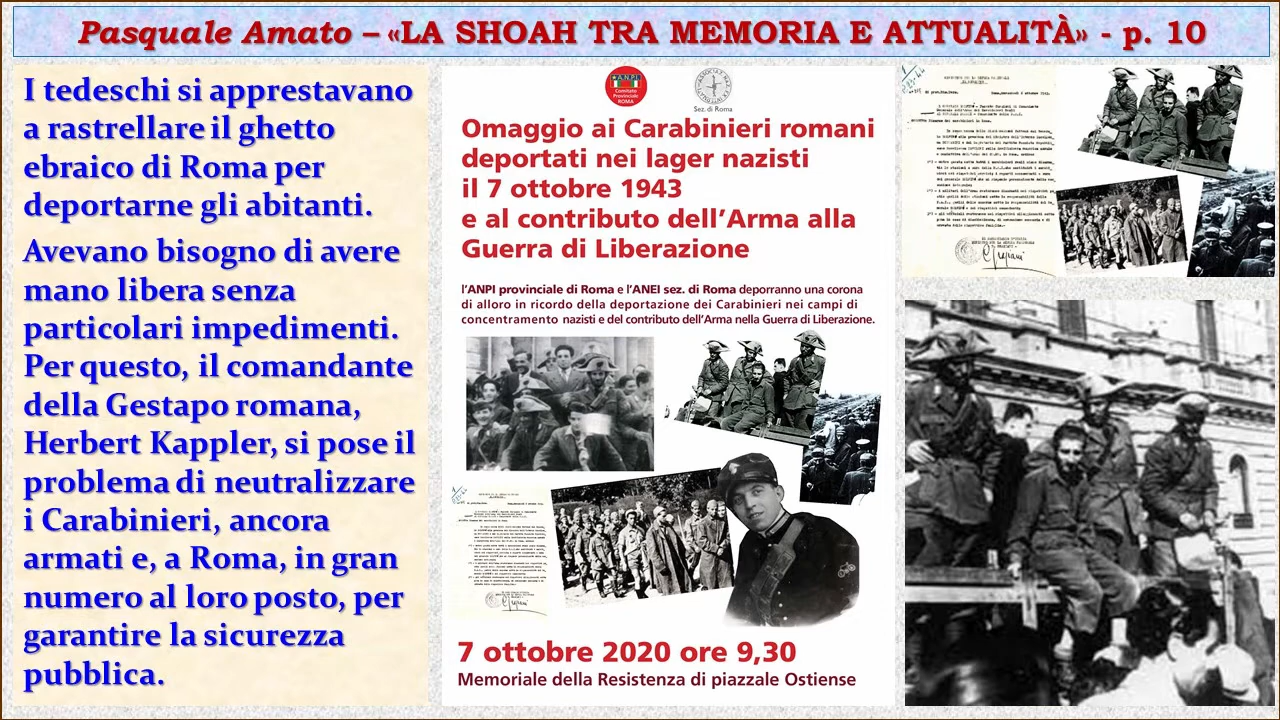 Pasquale Amato – «LA SHOAH TRA MEMORIA E ATTUALITÀ» - p. 10
I tedeschi si apprestavano
a rastrellare il ghetto
ebraico di Roma per
deportarne gli abitanti.
Avevano bisogno di avere
mano libera senza
particolari impedimenti.
Per questo, il comandante
della Gestapo romana,
Herbert Kappler, si pose il
problema di neutralizzare
i Carabinieri ancora
armati e, a Roma, in gran
numero al loro posto, per
garantire la sicurezza
pubblica.
A.N.P.I.
Comitato
Provinciale
ROMA
Sez. di Roma
Omaggio ai Carabinieri romani
deportati nei lager nazisti
il 7 ottobre 1943
e al contributo dell’Arma alla
Guerra di Liberazione
l’ANPI provinciale di Roma e l’ANEI sez. di Roma deporranno una corona
di alloro in ricordo della deportazione dei Carabinieri nei campi di
concentramento nazisti e del contributo dell’Arma nella Guerra di Liberazione.
7 ottobre 2020 ore 9,30
Memoriale della Resistenza di piazzale Ostiense